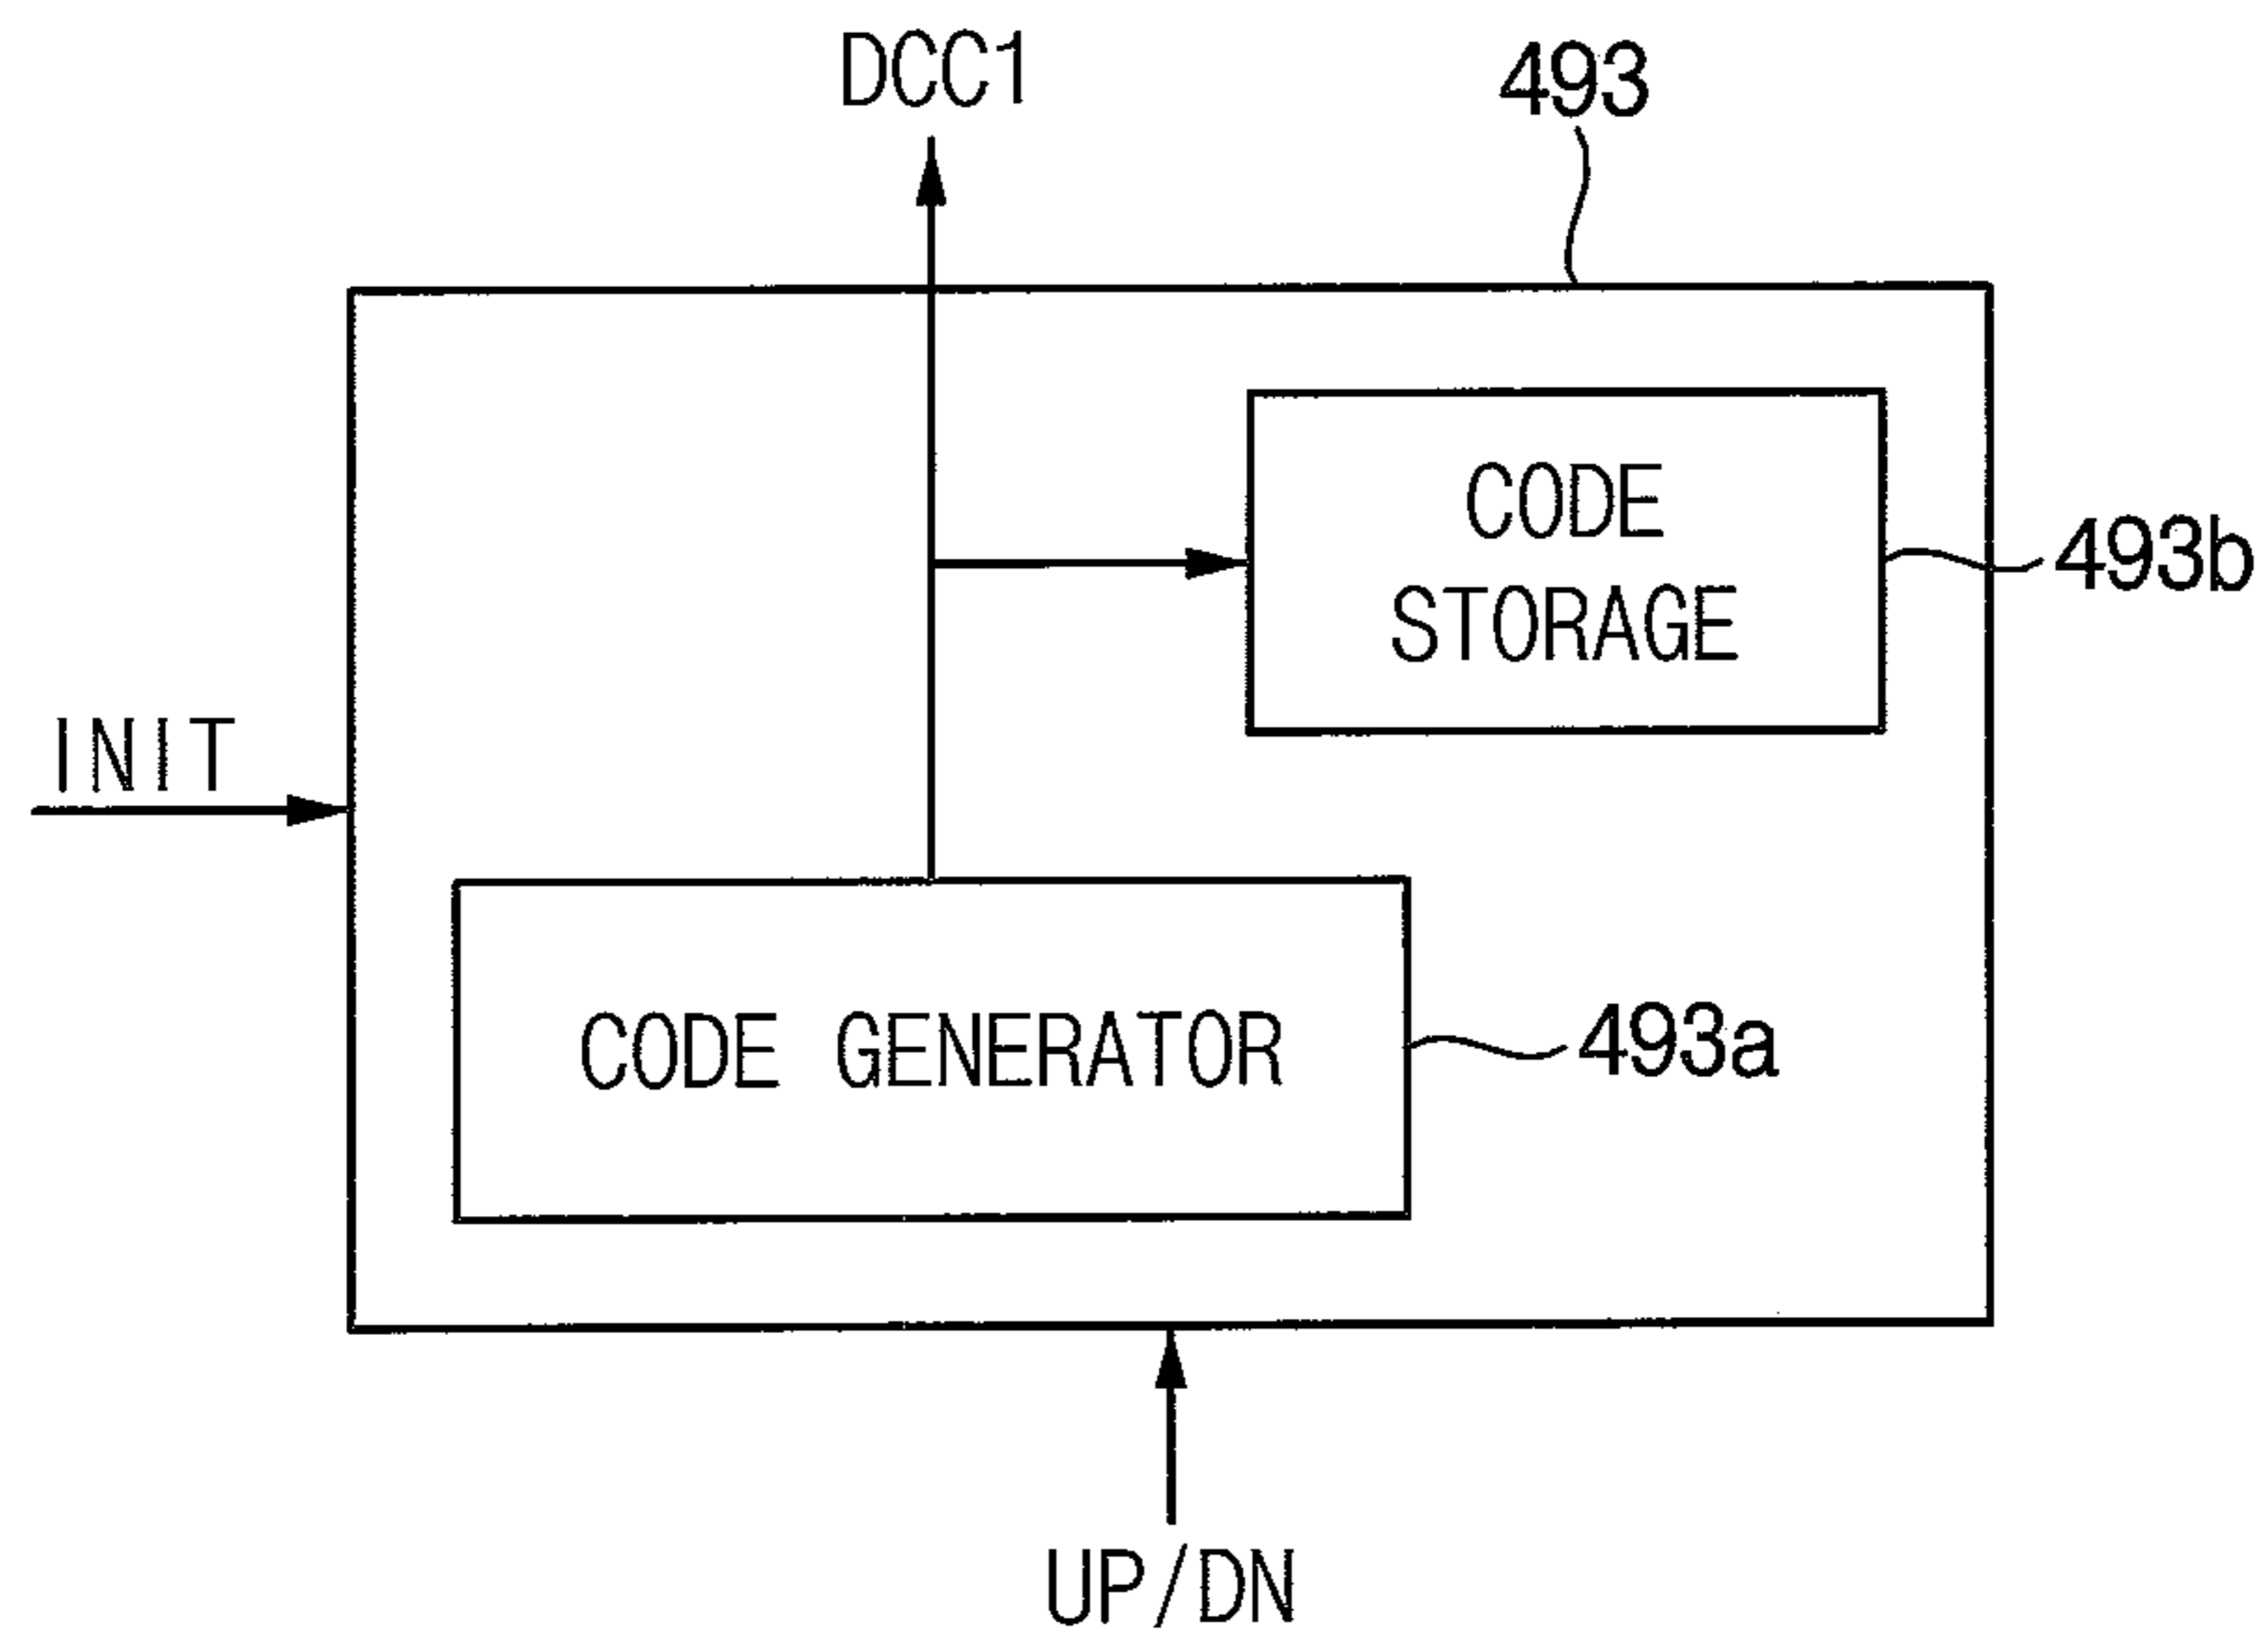 DCC1
493
CODE
STORAGE
493b
INIT
CODE GENERATOR
493a
UP/DN